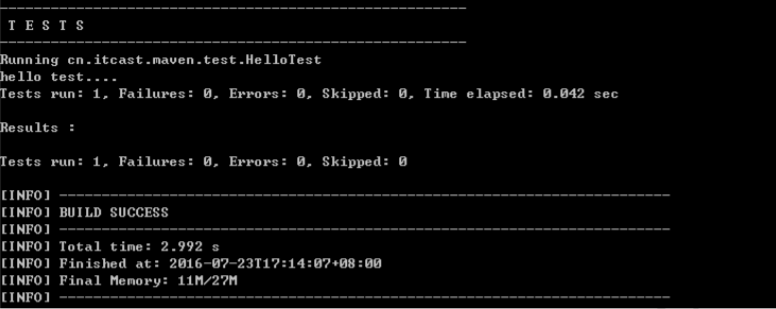 -------------------------------------------------------
 T E S T S
-------------------------------------------------------
Running cn.itcast.maven.test.HelloTest
hello test....
Tests run: 1, Failures: 0, Errors: 0, Skipped: 0, Time elapsed: 0.042 sec
Results :
Tests run: 1, Failures: 0, Errors: 0, Skipped: 0
[INFO] ------------------------------------------------------------------------
[INFO] BUILD SUCCESS
[INFO] ------------------------------------------------------------------------
[INFO] Total time: 2.992 s
[INFO] Finished at: 2016-07-23T17:14:07+08:00
[INFO] Final Memory: 11M/27M
[INFO] ------------------------------------------------------------------------